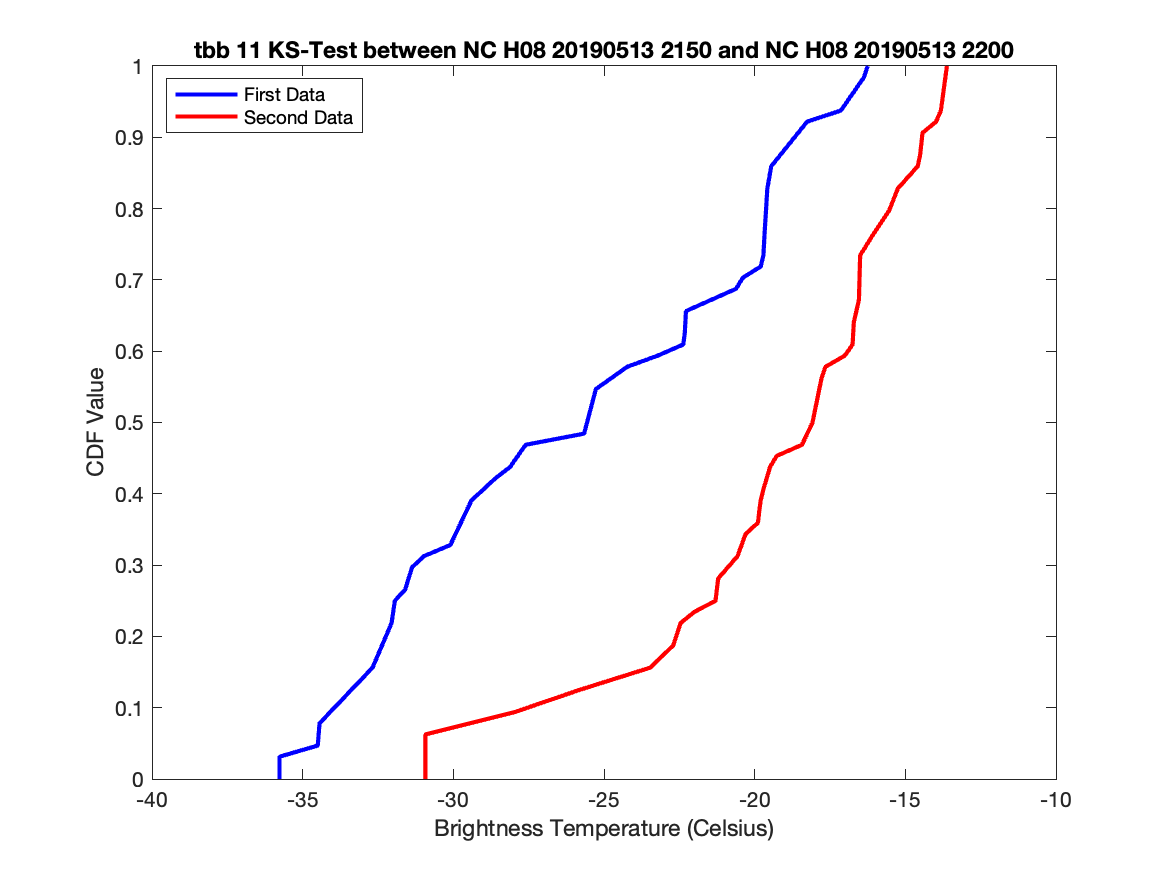 tbb 11 KS-Test between NC H08 20190513 2150 and NC H08 20190513 2200
First Data
Second Data
1
0.9
0.8
0.7
0.6
0.5
0.4
0.3
0.2
0.1
0
CDF Value
-40 -35 -30 -25 -20 -15 -10
Brightness Temperature (Celsius)